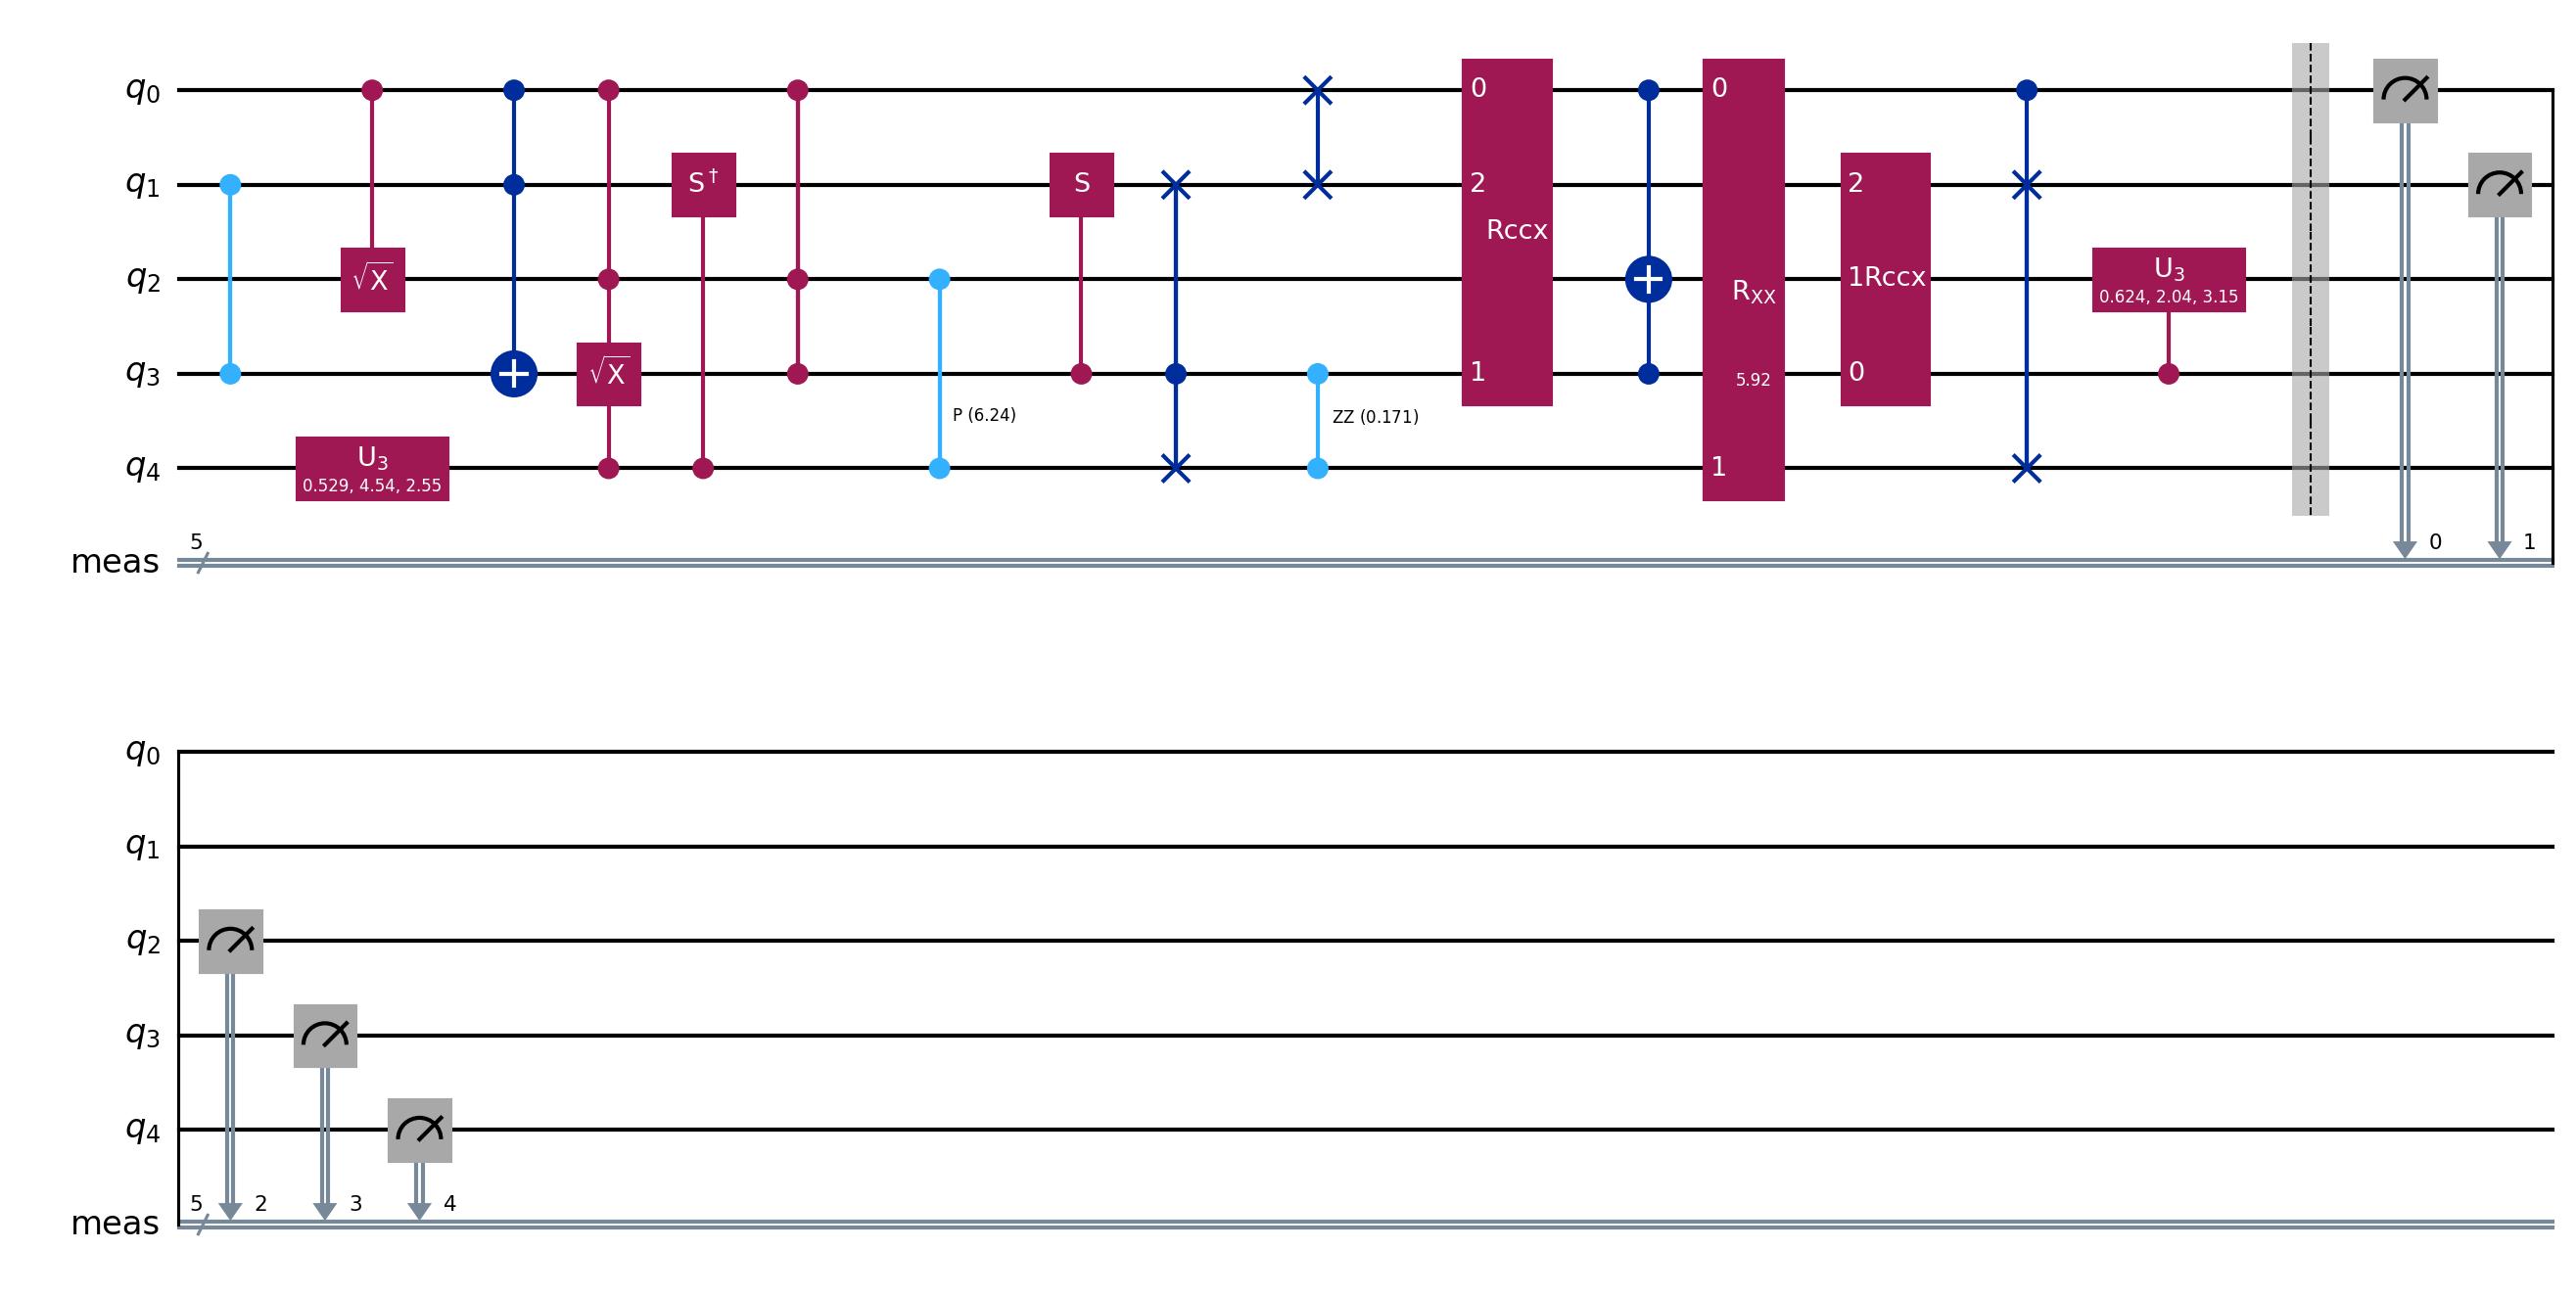 q0 0 0
q1 S† S 2 2
Rccx
q2 √X 1Rccx U3
0.624, 2.04, 3.15
RXX
q3 √X 1 0
5.92
P (6.24) ZZ (0.171)
q4 U3 1
0.529, 4.54, 2.55
5 0 1
meas
q0
q1
q2
q3
q4
5 2 3 4
meas